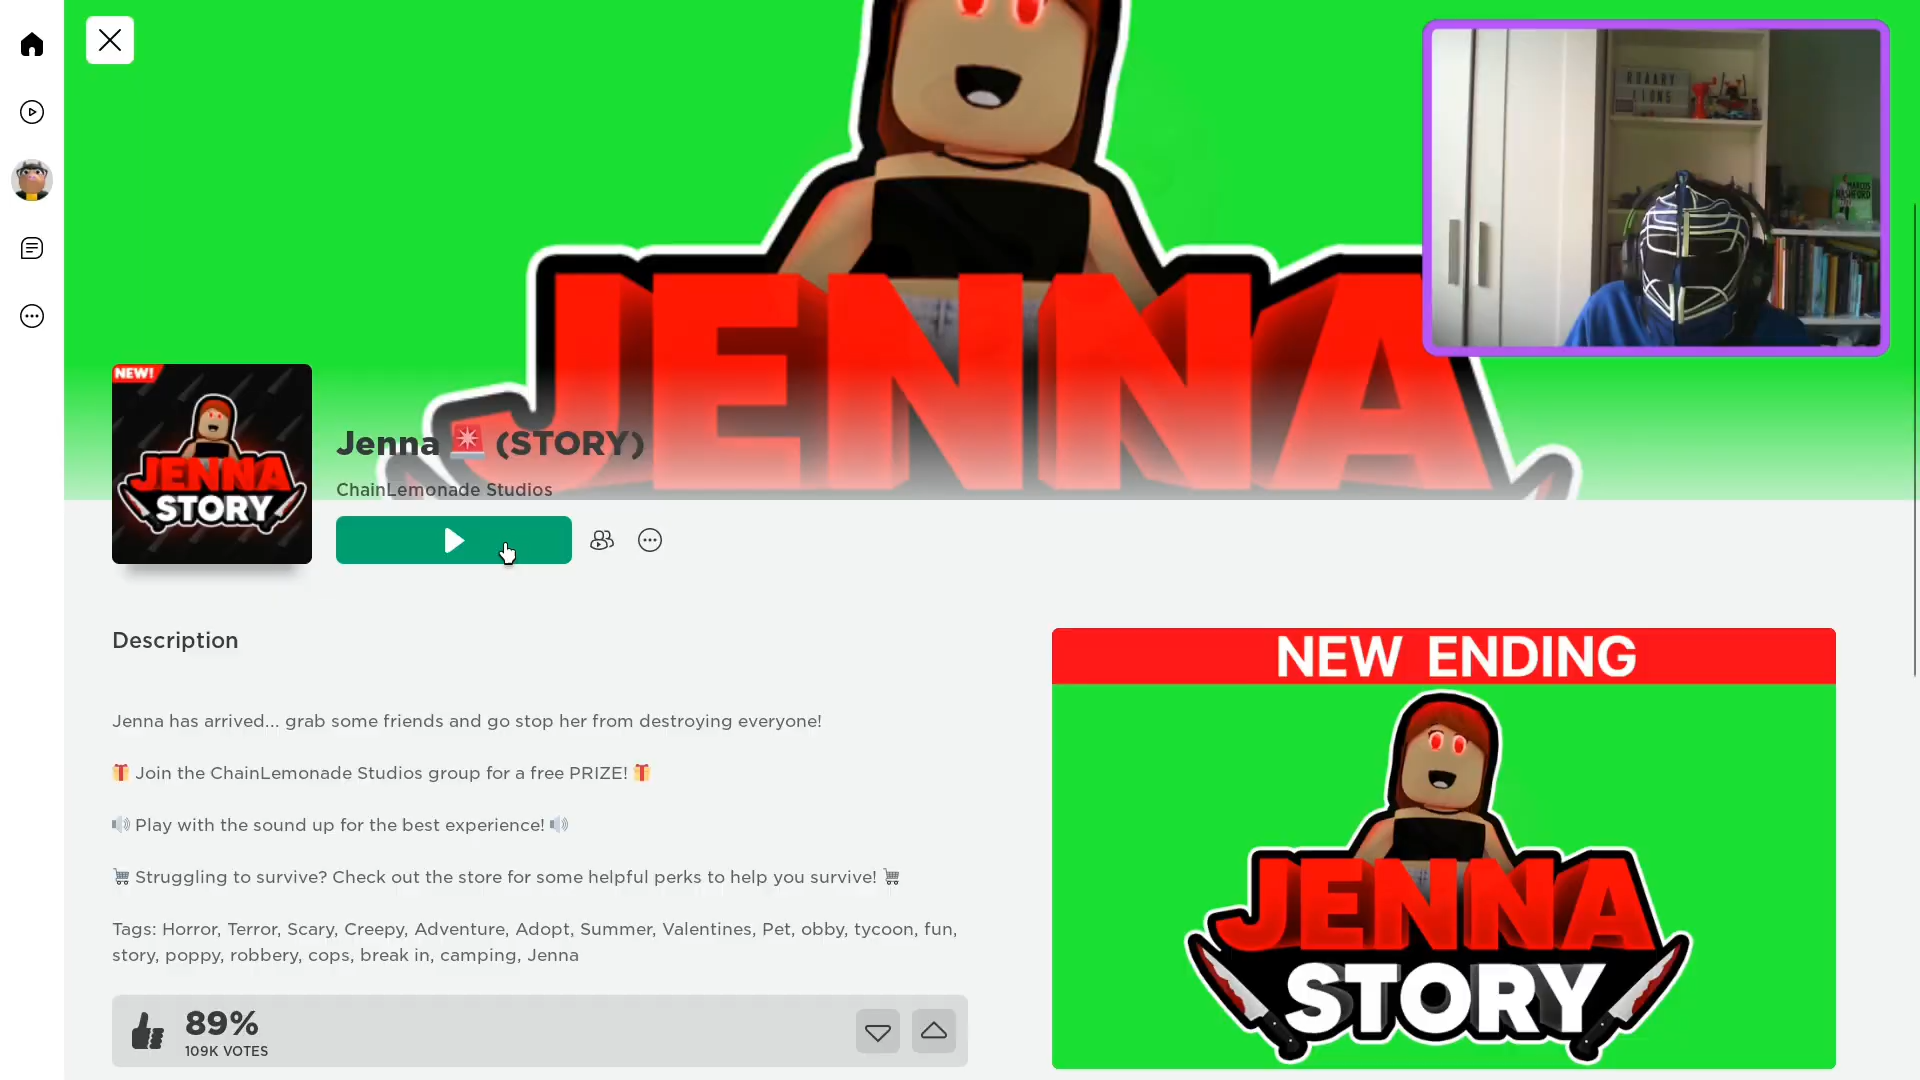 JENNA
NEW!
JENNA
STORY
Jenna 🚨 (STORY)
ChainLemonade Studios
Description
Jenna has arrived... grab some friends and go stop her from destroying everyone!
🎁 Join the ChainLemonade Studios group for a free PRIZE! 🎁
🔊 Play with the sound up for the best experience! 🔊
🛒 Struggling to survive? Check out the store for some helpful perks to help you survive! 🛒
Tags: Horror, Terror, Scary, Creepy, Adventure, Adopt, Summer, Valentines, Pet, obby, tycoon, fun,
story, poppy, robbery, cops, break in, camping, Jenna
89%
109K VOTES
NEW ENDING
JENNA
STORY